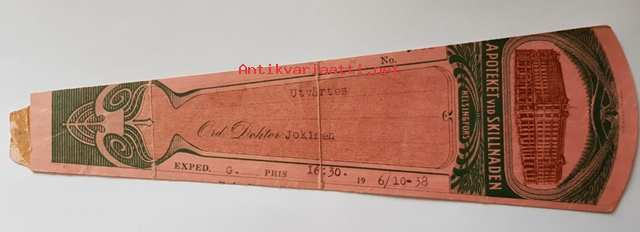 Antikvariaatti.net
No.
Utvärtes
Ord. Doktor Jokinen
EXPED. G. PRIS 16:30. 19 6/10-38
HELSINGFORS
APOTEKET VID SKILLNADEN